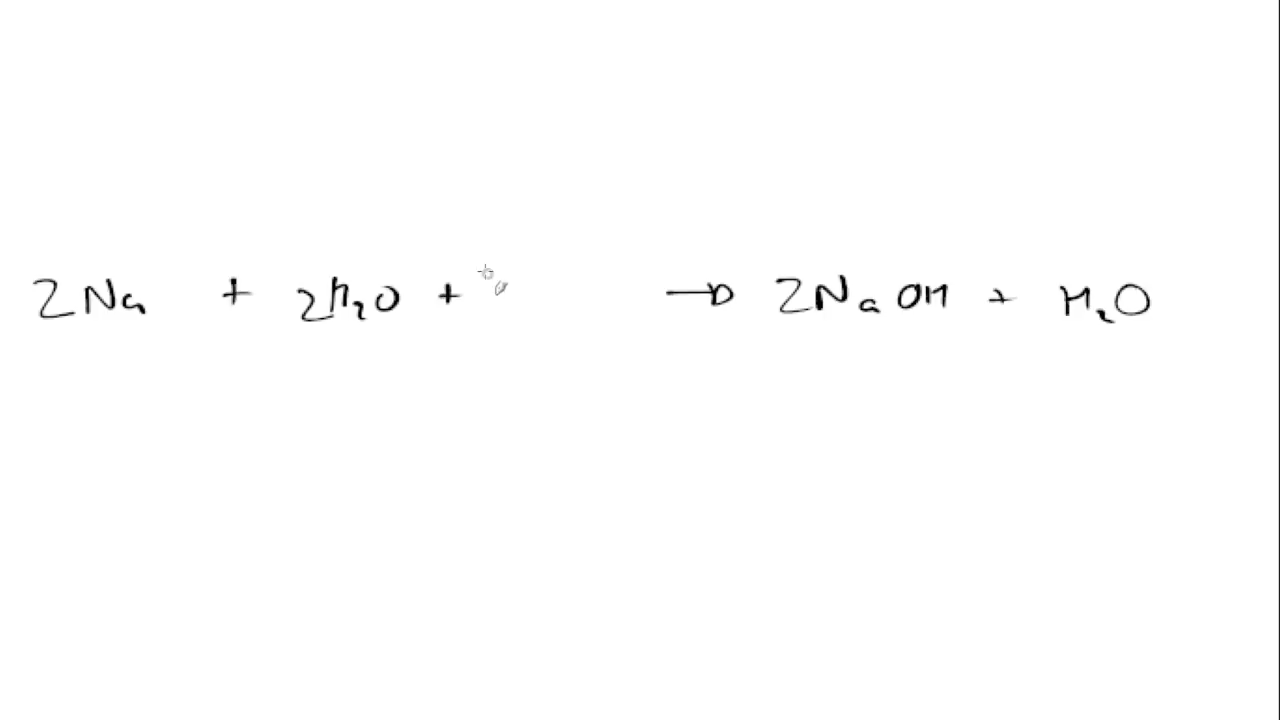 2Na + 2H₂O + → 2NaOH + H₂O